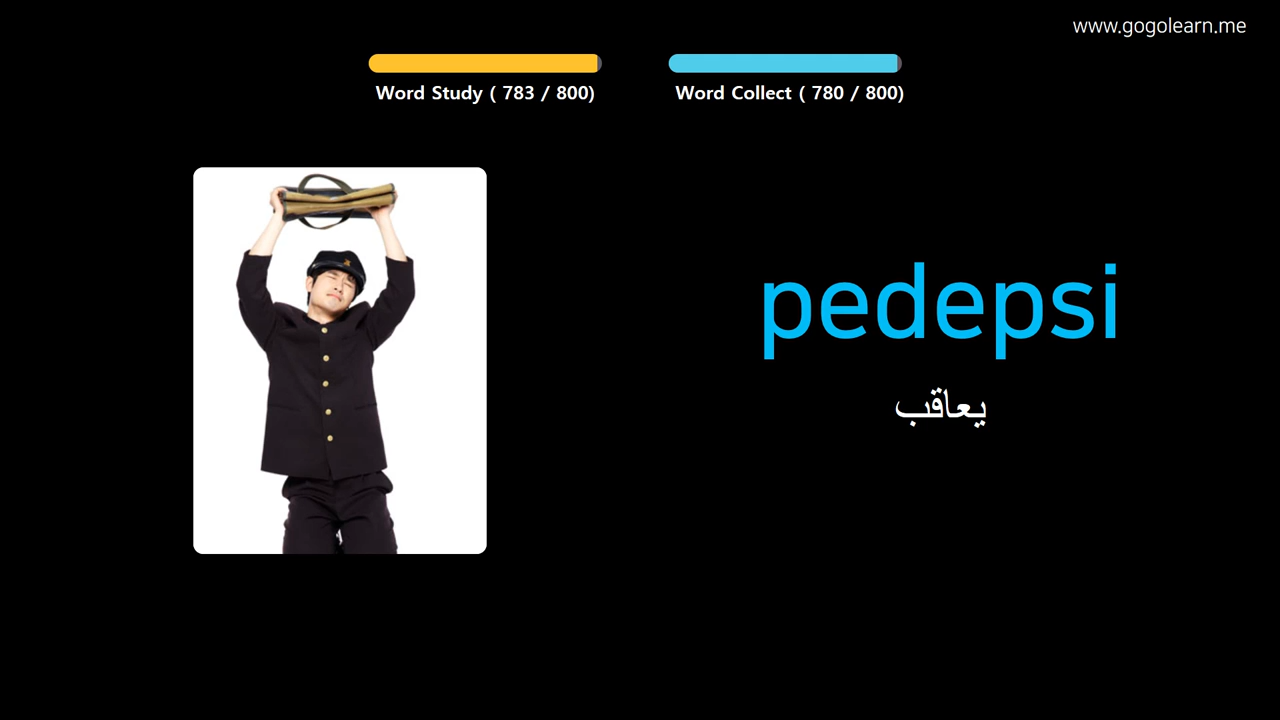 www.gogolearn.me
Word Study ( 783 / 800)
Word Collect ( 780 / 800)
pedepsi
يعاقب